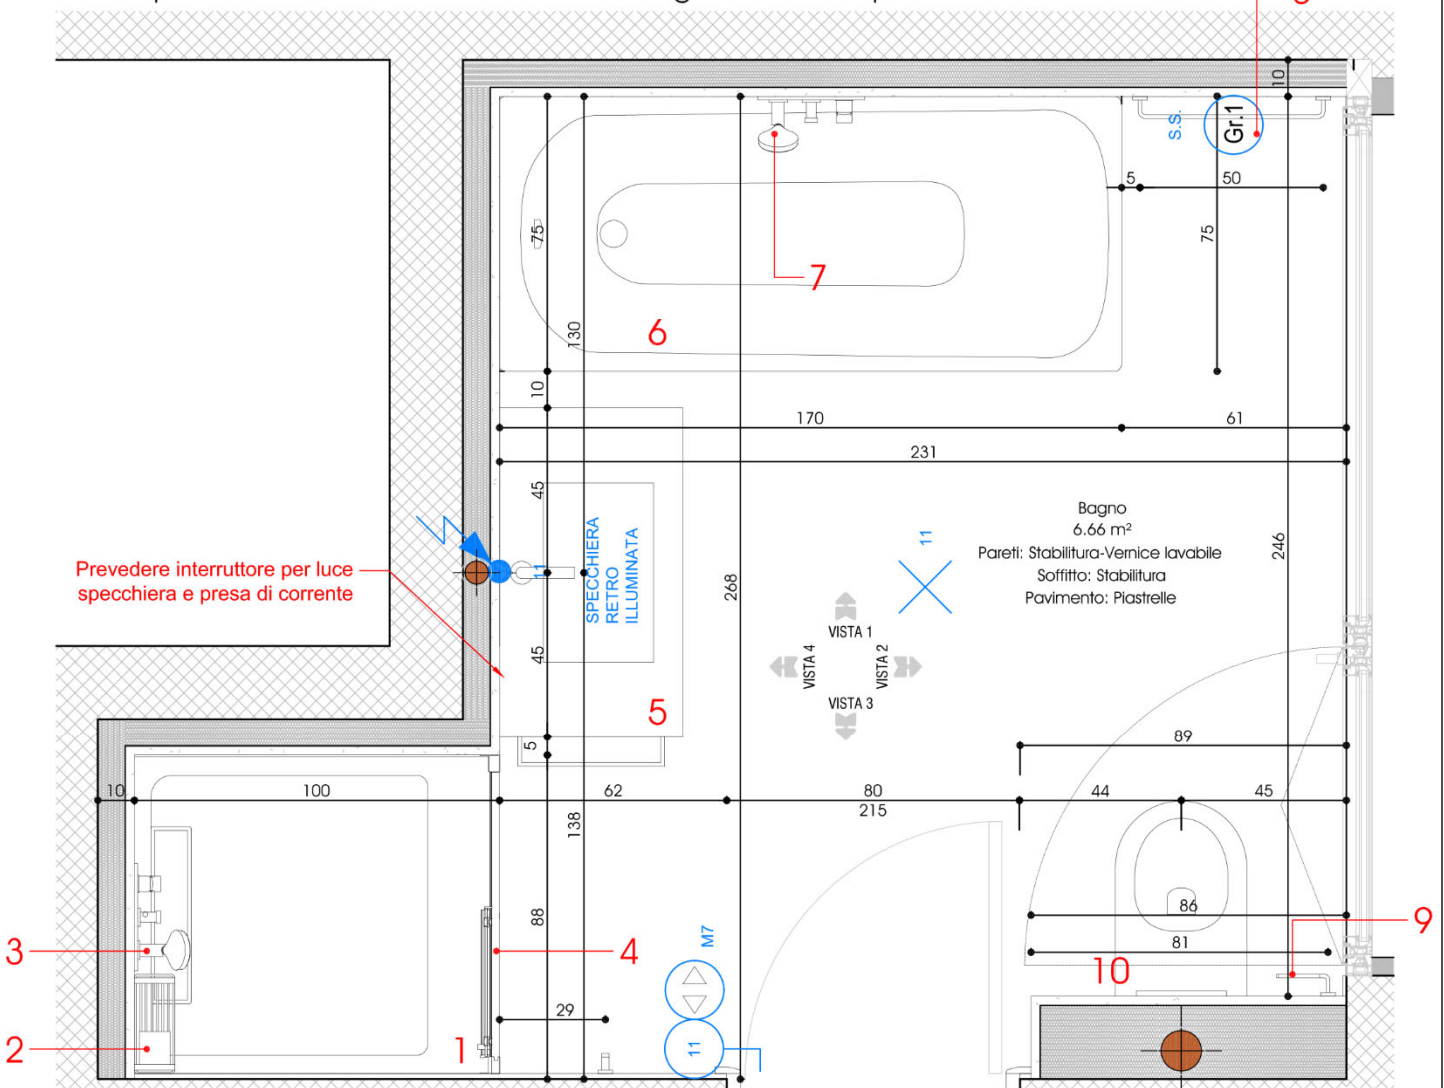 10
S.S.
Gr.1
5
50
75
75
7
130
6
10
170
61
231
45
SPECCHIERA
RETRO
ILLUMINATA
11
11
Bagno
6.66 m²
Pareti: Stabilitura-Vernice lavabile
Soffitto: Stabilitura
Pavimento: Piastrelle
246
268
Prevedere interruttore per luce
specchiera e presa di corrente
VISTA 1
VISTA 4
VISTA 2
VISTA 3
45
5
5
89
10
100
62
80
215
44
45
138
88
86
9
81
10
3
4
M7
29
2
1
11